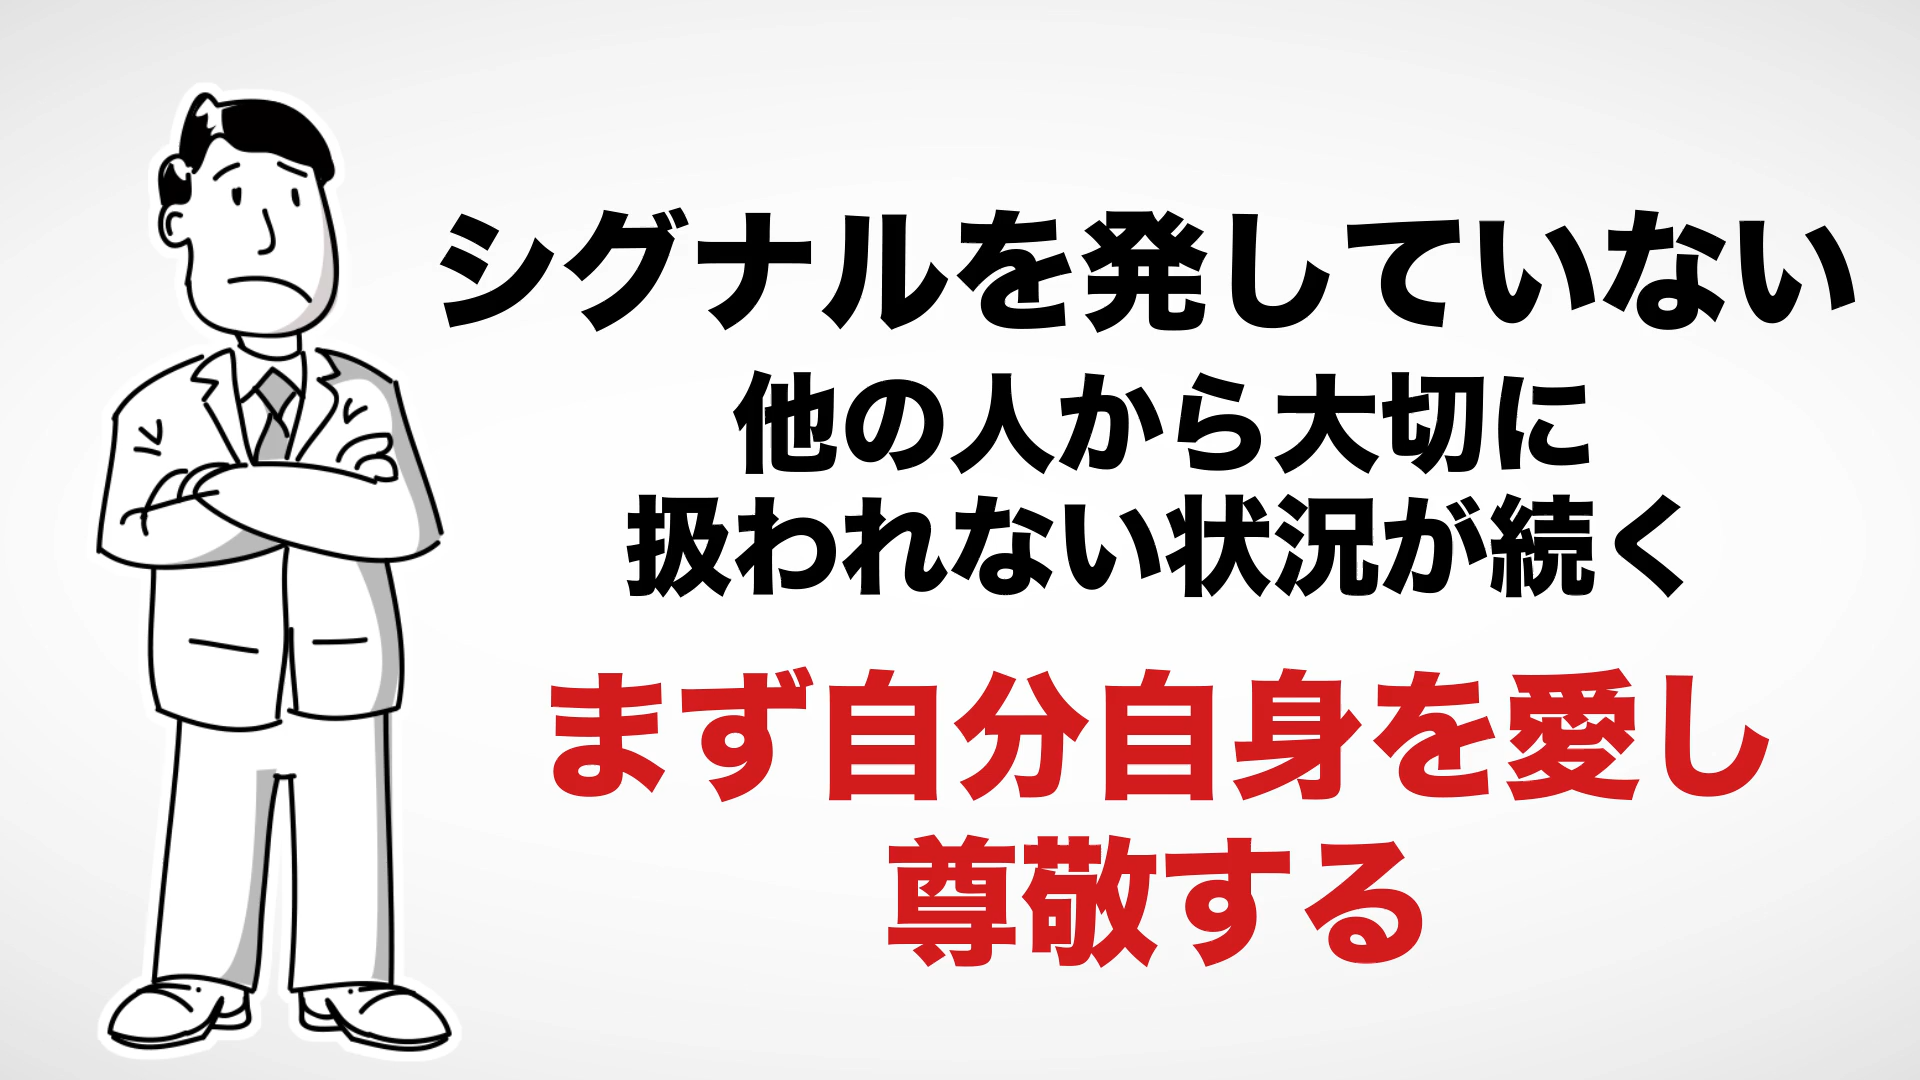 シグナルを発していない
他の人から大切に
扱われない状況が続く
まず自分自身を愛し
尊敬する